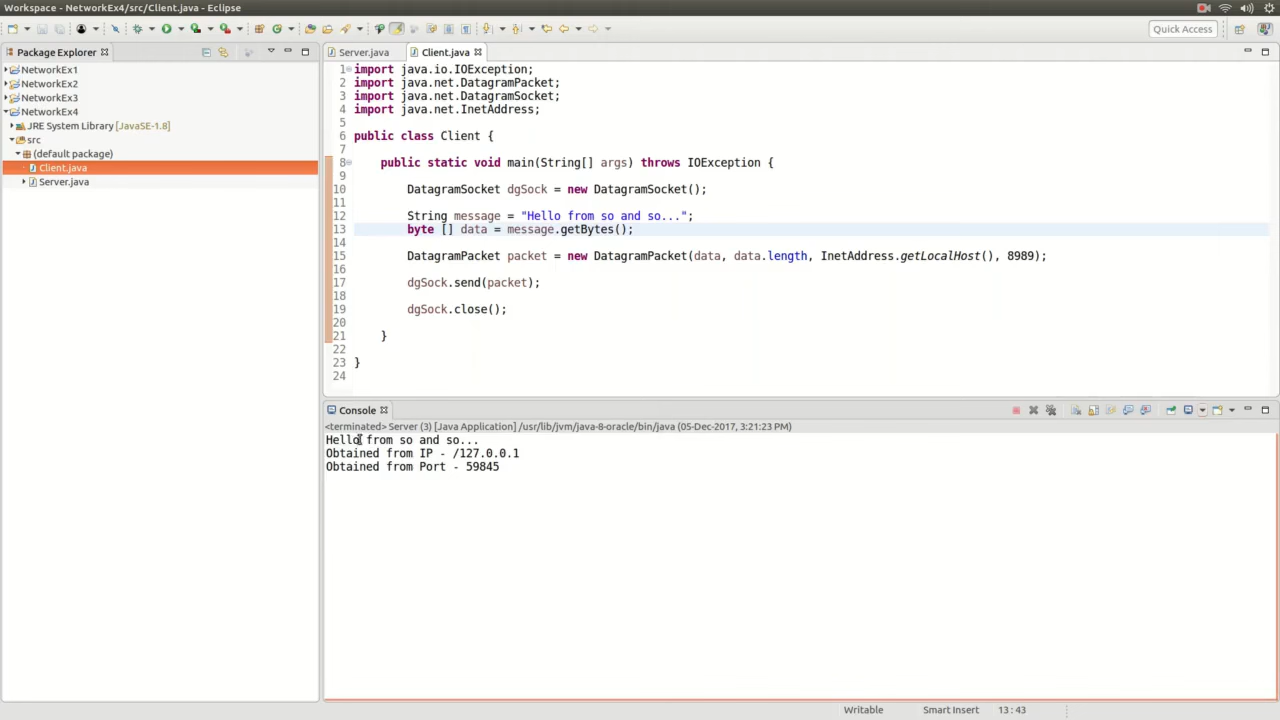 Workspace - NetworkEx4/src/Client.java - Eclipse
Quick Access
Package Explorer
NetworkEx1
NetworkEx2
NetworkEx3
NetworkEx4
JRE System Library [JavaSE-1.8]
src
(default package)
Client.java
Server.java
Server.java Client.java
1 import java.io.IOException;
2 import java.net.DatagramPacket;
3 import java.net.DatagramSocket;
4 import java.net.InetAddress;
5
6 public class Client {
7
8 public static void main(String[] args) throws IOException {
9
10 DatagramSocket dgSock = new DatagramSocket();
11
12 String message = "Hello from so and so...";
13 byte [] data = message.getBytes();
14
15 DatagramPacket packet = new DatagramPacket(data, data.length, InetAddress.getLocalHost(), 8989);
16
17 dgSock.send(packet);
18
19 dgSock.close();
20
21 }
22
23 }
24
Console
<terminated> Server (3) [Java Application] /usr/lib/jvm/java-8-oracle/bin/java (05-Dec-2017, 3:21:23 PM)
Hello from so and so...
Obtained from IP - /127.0.0.1
Obtained from Port - 59845
Writable Smart Insert 13 : 43